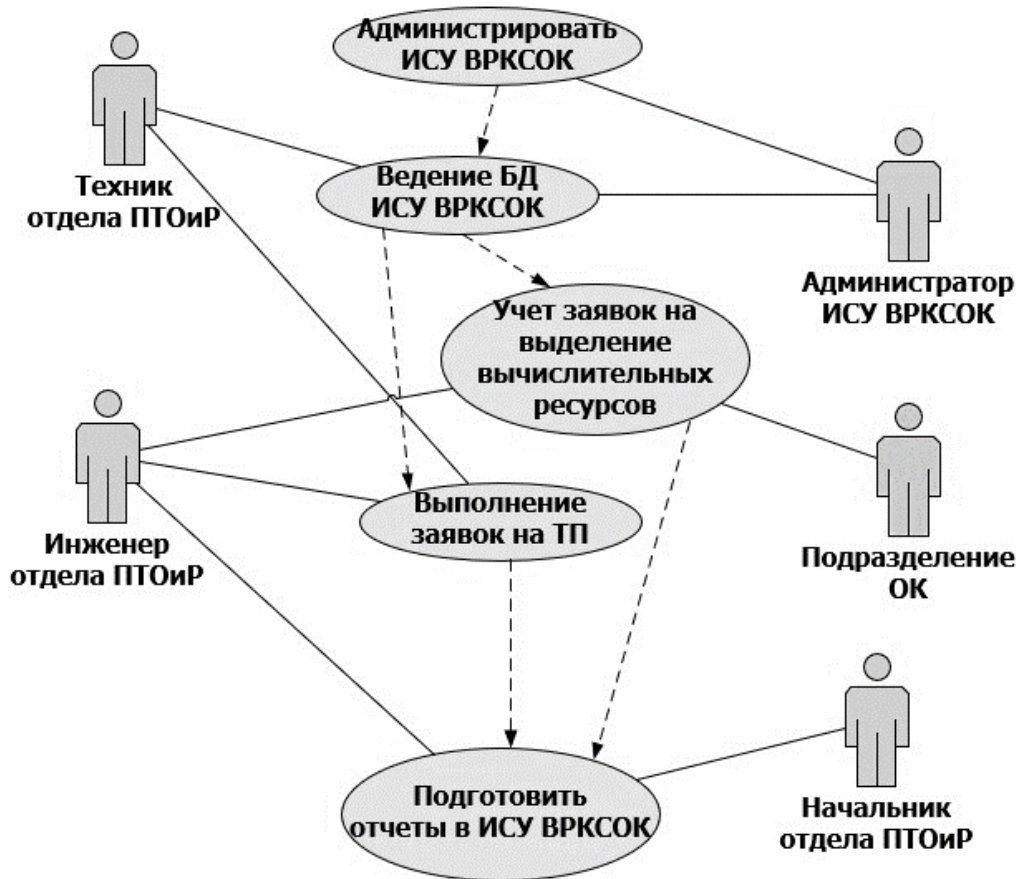 Администрировать
ИСУ ВРКСОК
Техник
отдела ПТОиР
Ведение БД
ИСУ ВРКСОК
Администратор
ИСУ ВРКСОК
Учет заявок на
выделение
вычислительных
ресурсов
Инженер
отдела ПТОиР
Выполнение
заявок на ТП
Подразделение
ОК
Подготовить
отчеты в ИСУ ВРКСОК
Начальник
отдела ПТОиР